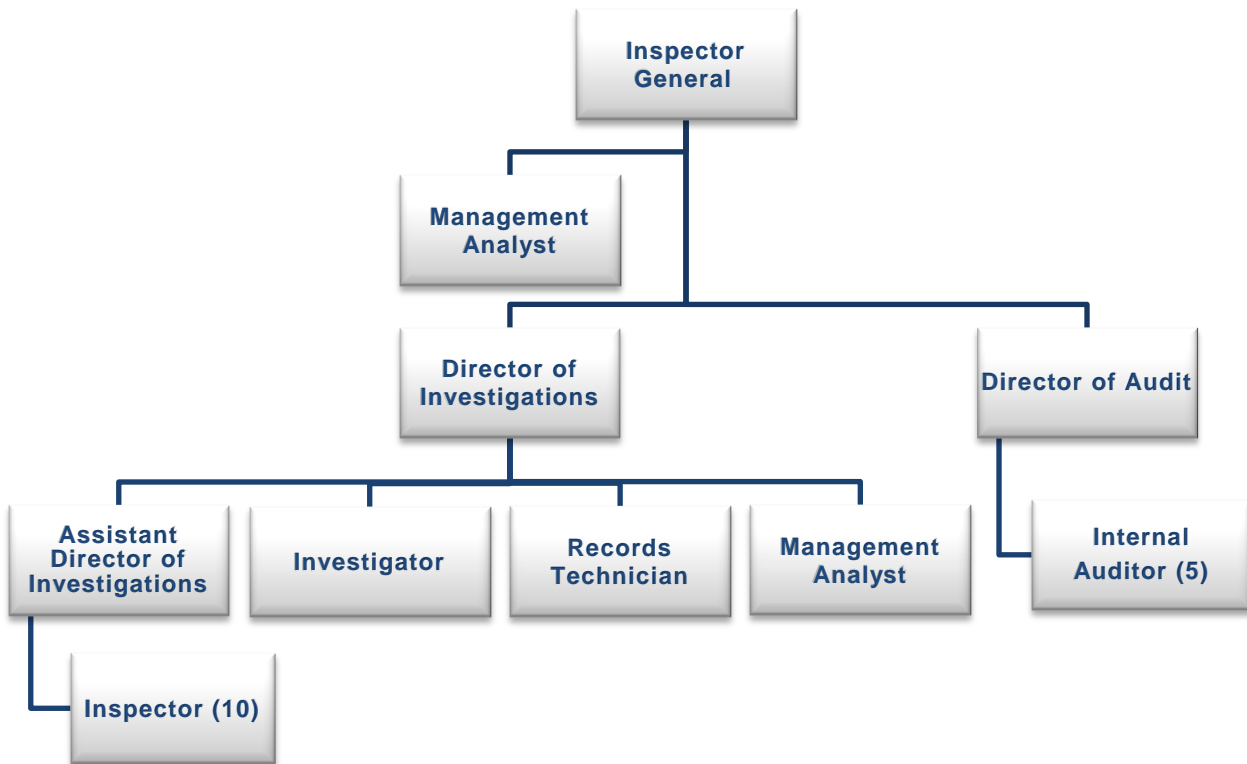 Inspector
General
Management
Analyst
Director of
Investigations
Director of Audit
Assistant
Director of
Investigations
Investigator
Records
Technician
Management
Analyst
Internal
Auditor (5)
Inspector (10)